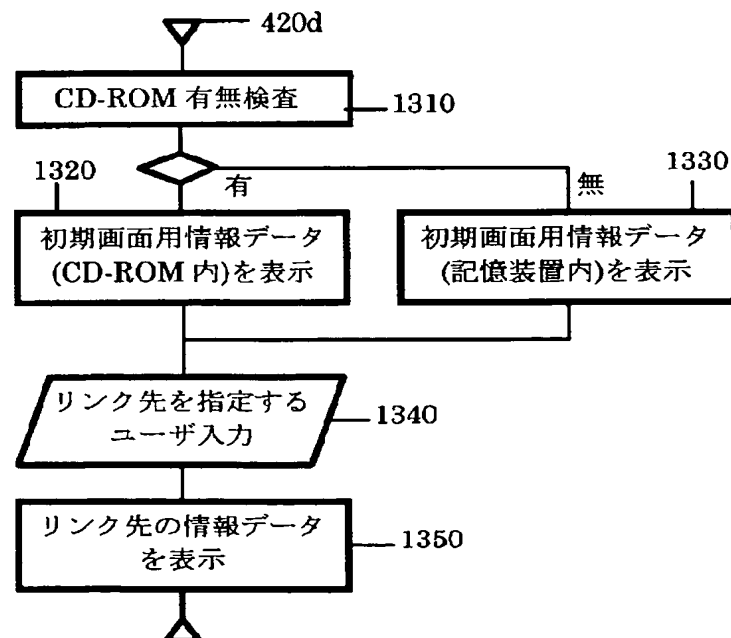 420d
CD-ROM 有無検査
1310
1320
有
無
1330
初期画面用情報データ
(CD-ROM 内)を表示
初期画面用情報データ
(記憶装置内)を表示
リンク先を指定する
ユーザ入力
1340
リンク先の情報データ
を表示
1350